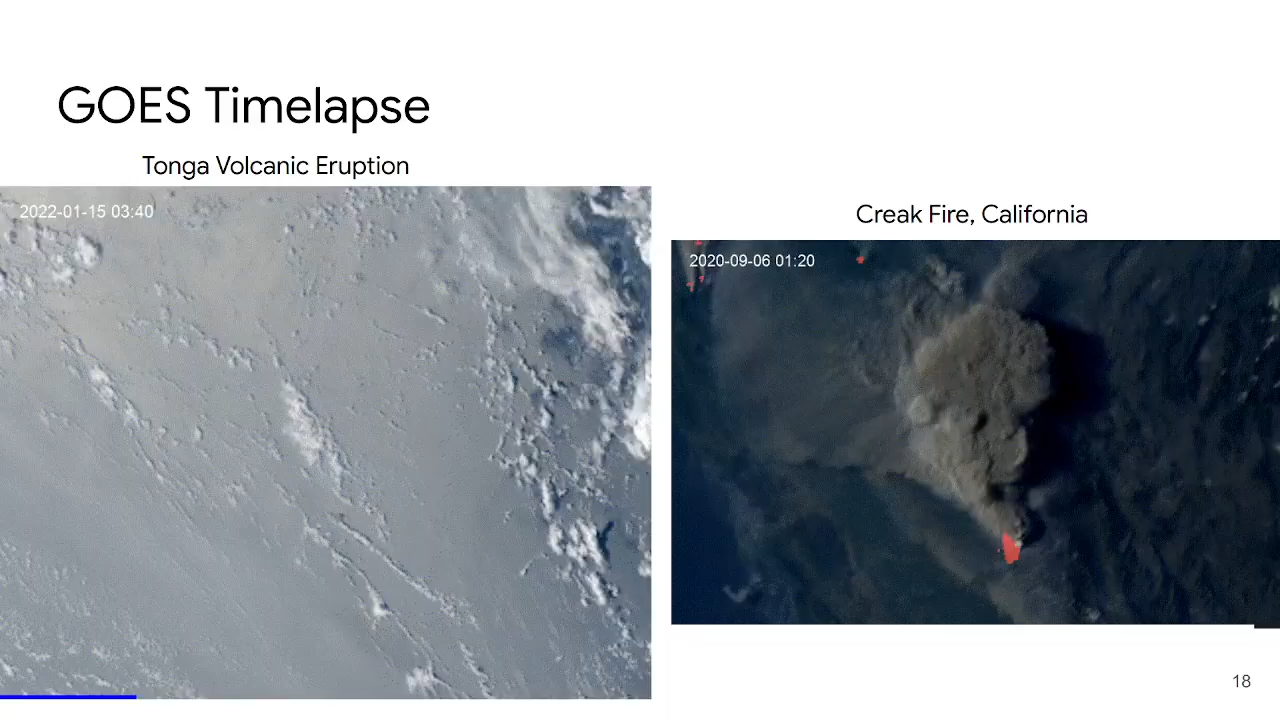 GOES Timelapse
Tonga Volcanic Eruption
2022-01-15 03:40
Creak Fire, California
2020-09-06 01:20
18